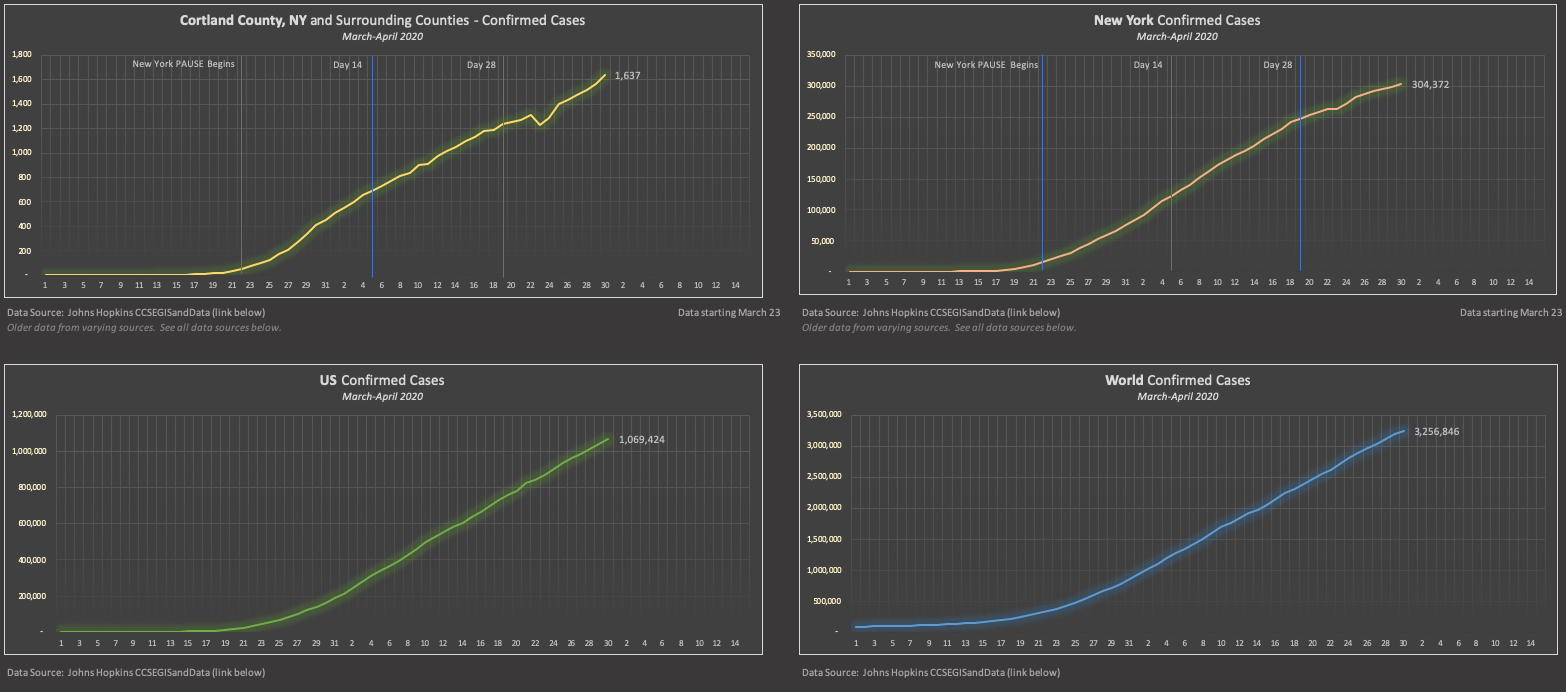 Cortland County, NY and Surrounding Counties - Confirmed Cases
March-April 2020
1,800
1,600
1,400
1,200
1,000
800
600
400
200
-
New York PAUSE Begins
Day 14
Day 28
1,637
1 3 5 7 9 11 13 15 17 19 21 23 25 27 29 31 2 4 6 8 10 12 14 16 18 20 22 24 26 28 30 2 4 6 8 10 12 14
Data Source: Johns Hopkins CCSEGISandData (link below)
Data starting March 23
Older data from varying sources. See all data sources below.
New York Confirmed Cases
March-April 2020
350,000
300,000
250,000
200,000
150,000
100,000
50,000
-
New York PAUSE Begins
Day 14
Day 28
304,372
1 3 5 7 9 11 13 15 17 19 21 23 25 27 29 31 2 4 6 8 10 12 14 16 18 20 22 24 26 28 30 2 4 6 8 10 12 14
Data Source: Johns Hopkins CCSEGISandData (link below)
Data starting March 23
Older data from varying sources. See all data sources below.
US Confirmed Cases
March-April 2020
1,200,000
1,000,000
800,000
600,000
400,000
200,000
-
1,069,424
1 3 5 7 9 11 13 15 17 19 21 23 25 27 29 31 2 4 6 8 10 12 14 16 18 20 22 24 26 28 30 2 4 6 8 10 12 14
Data Source: Johns Hopkins CCSEGISandData (link below)
World Confirmed Cases
March-April 2020
3,500,000
3,000,000
2,500,000
2,000,000
1,500,000
1,000,000
500,000
-
3,256,846
1 3 5 7 9 11 13 15 17 19 21 23 25 27 29 31 2 4 6 8 10 12 14 16 18 20 22 24 26 28 30 2 4 6 8 10 12 14
Data Source: Johns Hopkins CCSEGISandData (link below)